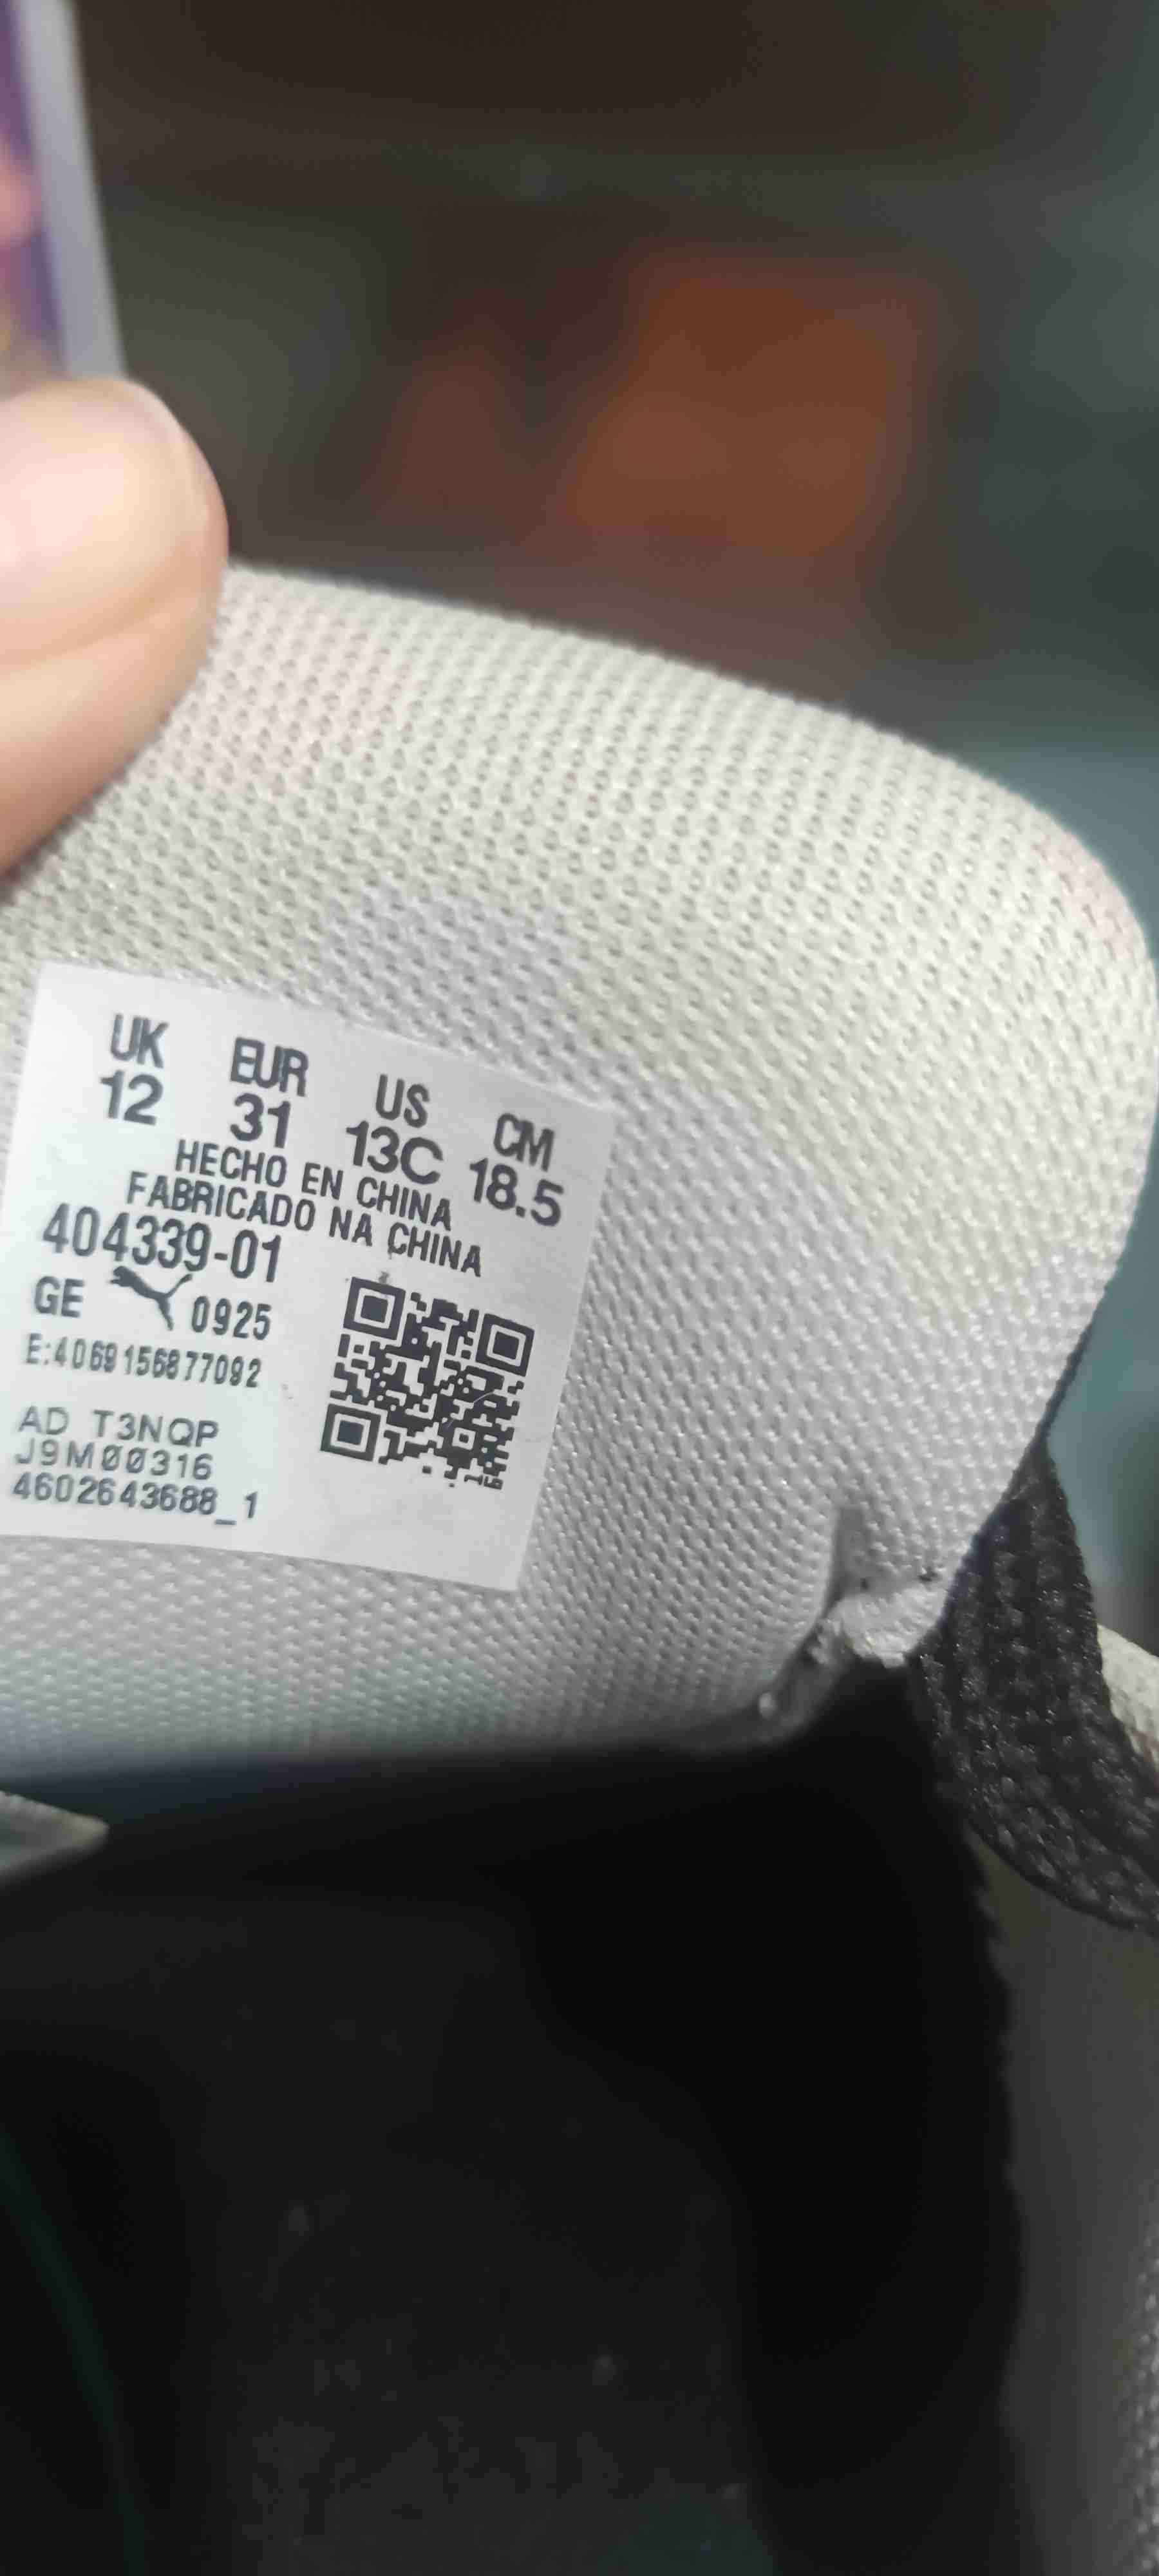 UK EUR US CM
12 31 13C 18.5
HECHO EN CHINA
FABRICADO NA CHINA
404339-01
GE 0925
E:4069156877092
AD T3NQP
J9M00316
4602643688_1